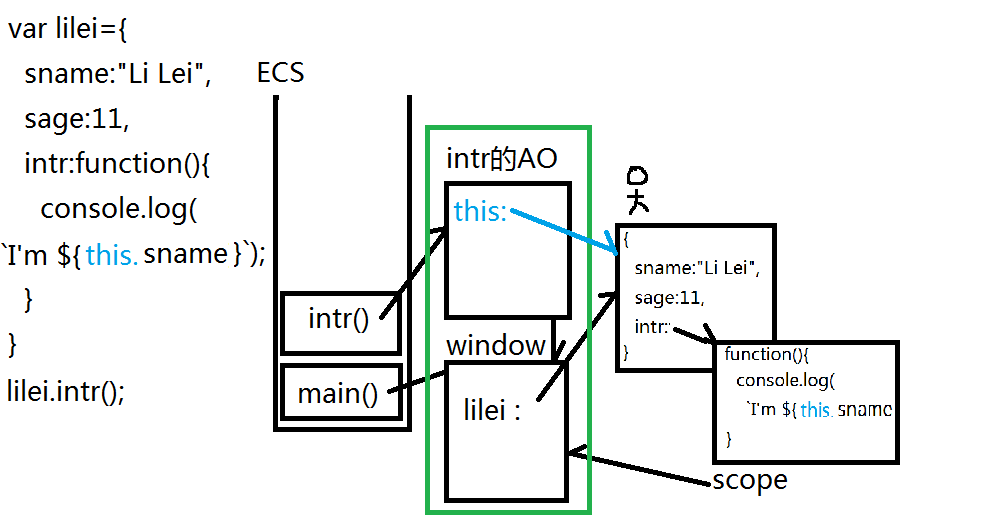 var lilei={
sname:"Li Lei",
sage:11,
intr:function(){
console.log(
`I'm ${this. sname}`);
}
}
lilei.intr();
ECS
intr()
main()
intr的AO
this:
window
lilei :
{
sname:"Li Lei",
sage:11,
intr:
}
function(){
console.log(
`I'm ${this. sname
}
scope